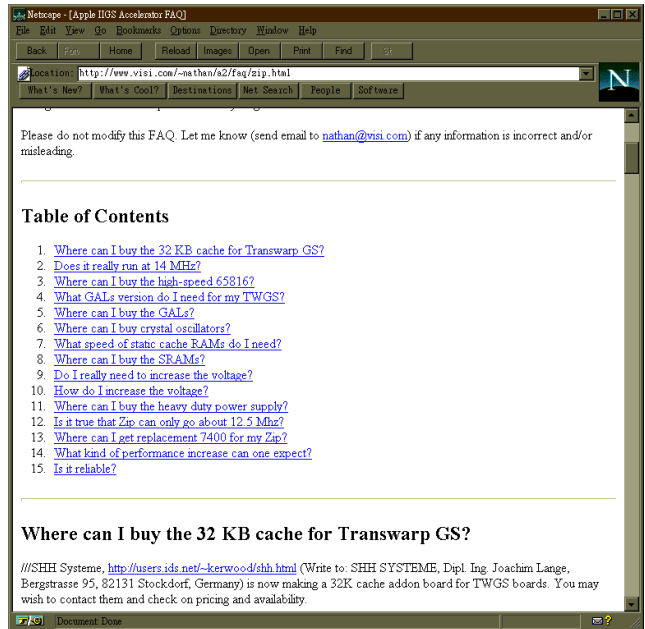 Netscape - [Apple IIGS Accelerator FAQ]
File Edit View Go Bookmarks Options Directory Window Help
Back Forw Home Reload Images Open Print Find St
Location: http://www.visi.com/~nathan/a2/faq/zip.html
N
What's New? What's Cool? Destinations Net Search People Software
Please do not modify this FAQ. Let me know (send email to nathan@visi.com) if any information is incorrect and/or
misleading.
Table of Contents
1. Where can I buy the 32 KB cache for Transwarp GS?
2. Does it really run at 14 MHz?
3. Where can I buy the high-speed 65816?
4. What GALs version do I need for my TWGS?
5. Where can I buy the GALs?
6. Where can I buy crystal oscillators?
7. What speed of static cache RAMs do I need?
8. Where can I buy the SRAMs?
9. Do I really need to increase the voltage?
10. How do I increase the voltage?
11. Where can I buy the heavy duty power supply?
12. Is it true that Zip can only go about 12.5 Mhz?
13. Where can I get replacement 7400 for my Zip?
14. What kind of performance increase can one expect?
15. Is it reliable?
Where can I buy the 32 KB cache for Transwarp GS?
///SHH Systeme, http://users.ids.net/~kerwood/shh.html (Write to: SHH SYSTEME, Dipl. Ing. Joachim Lange,
Bergstrasse 95, 82131 Stockdorf, Germany) is now making a 32K cache addon board for TWGS boards. You may
wish to contact them and check on pricing and availability.
Document: Done